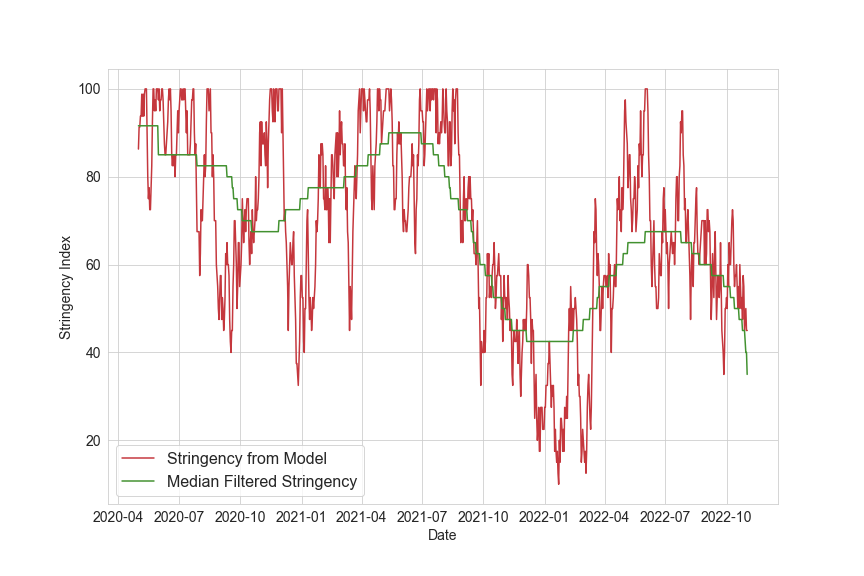 100
80
60
40
20
Stringency Index
Stringency from Model
Median Filtered Stringency
2020-04 2020-07 2020-10 2021-01 2021-04 2021-07 2021-10 2022-01 2022-04 2022-07 2022-10
Date